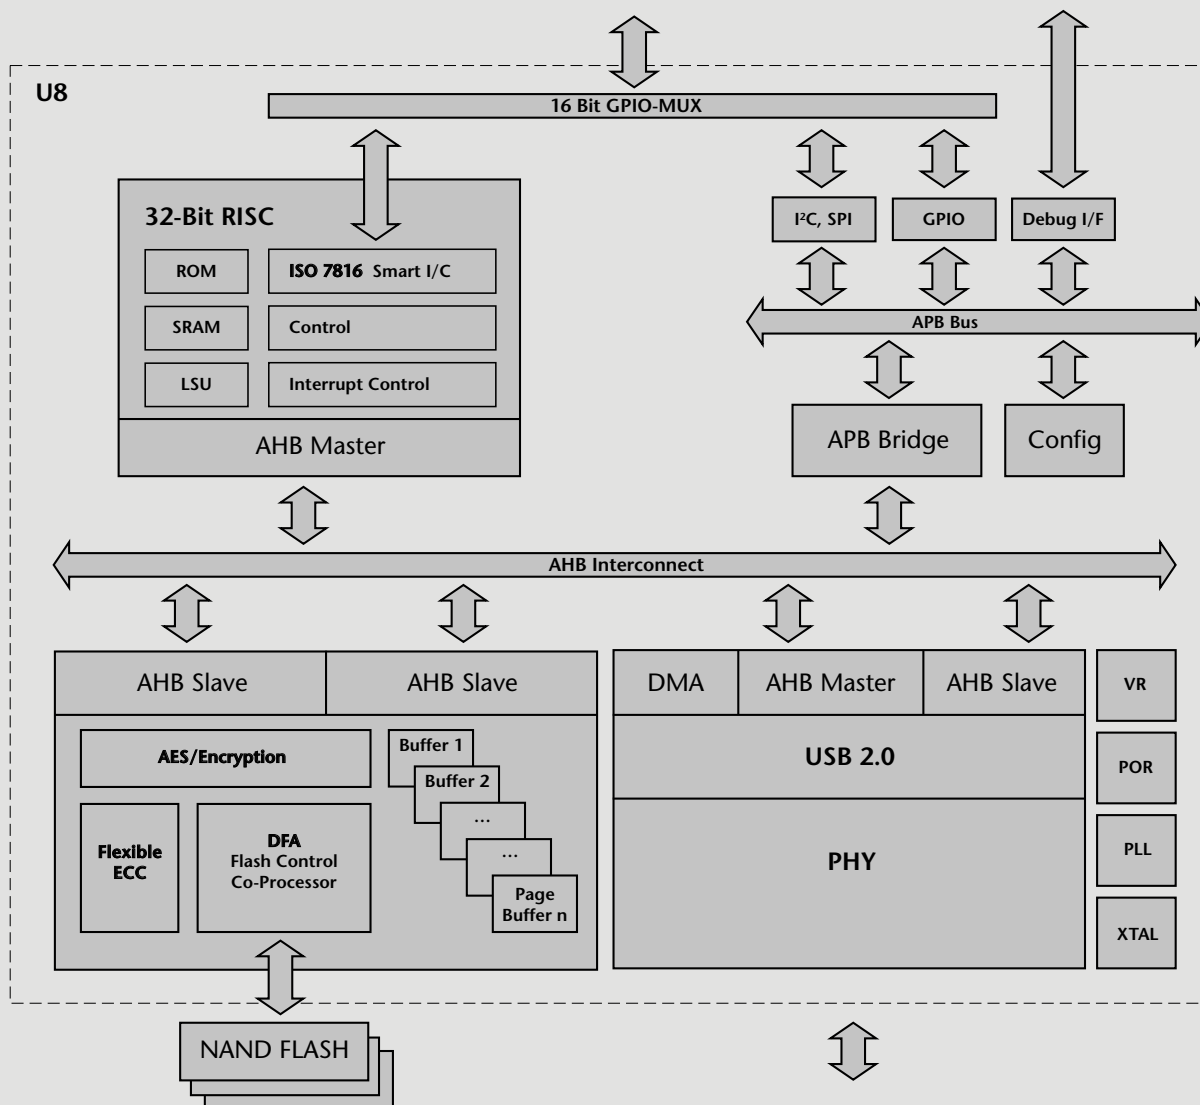 U8
16 Bit GPIO-MUX
32-Bit RISC
ROM
ISO 7816 Smart I/C
SRAM
Control
LSU
Interrupt Control
AHB Master
I²C, SPI
GPIO
Debug I/F
APB Bus
APB Bridge
Config
AHB Interconnect
AHB Slave
AHB Slave
AES/Encryption
Flexible
ECC
DFA
Flash Control
Co-Processor
Buffer 1
Buffer 2
...
...
Page
Buffer n
DMA
AHB Master
AHB Slave
USB 2.0
PHY
VR
POR
PLL
XTAL
NAND FLASH